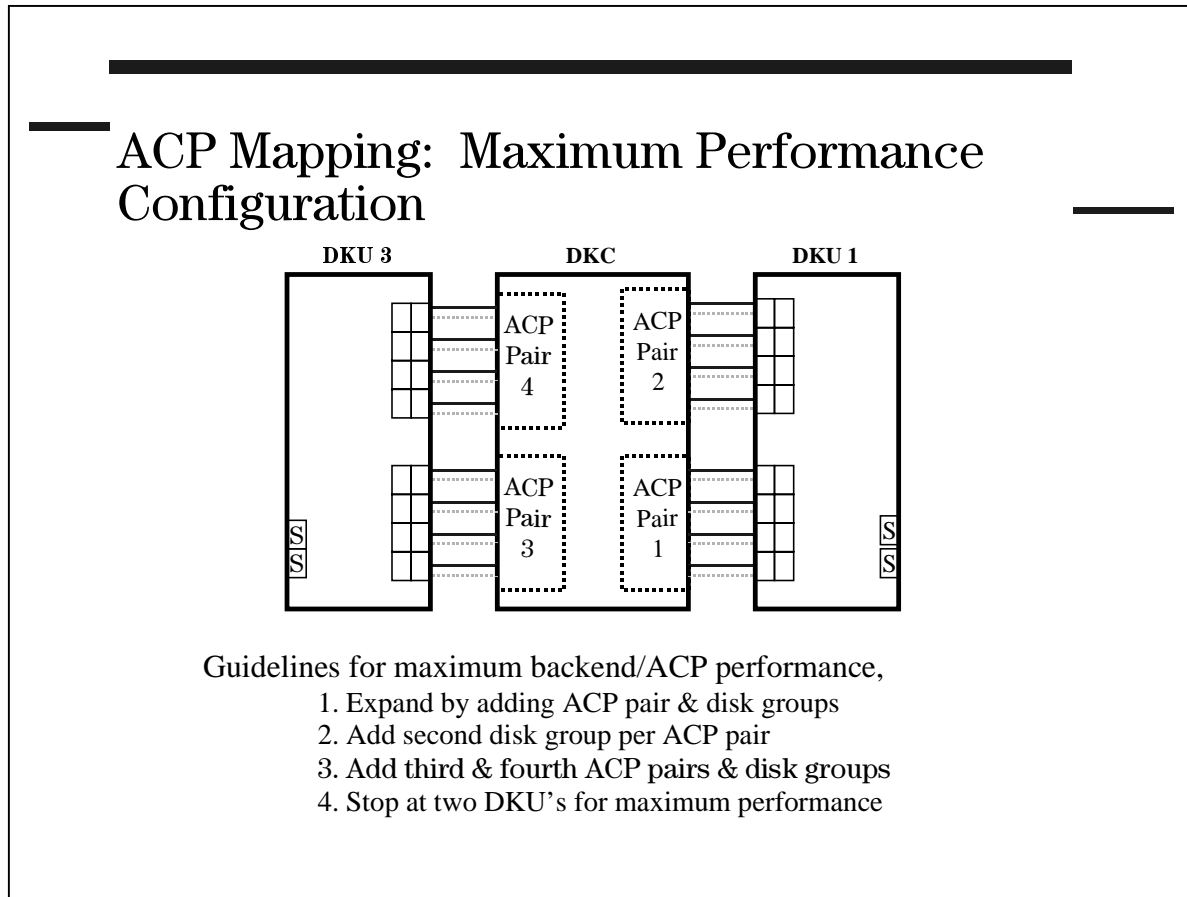 ACP Mapping:  Maximum Performance
Configuration
DKU 3
DKC
DKU 1
ACP
Pair
4
ACP
Pair
2
ACP
Pair
3
ACP
Pair
1
S
S
S
S
Guidelines for maximum backend/ACP performance,
1. Expand by adding ACP pair & disk groups
2. Add second disk group per ACP pair
3. Add third & fourth ACP pairs & disk groups
4. Stop at two DKU’s for maximum performance